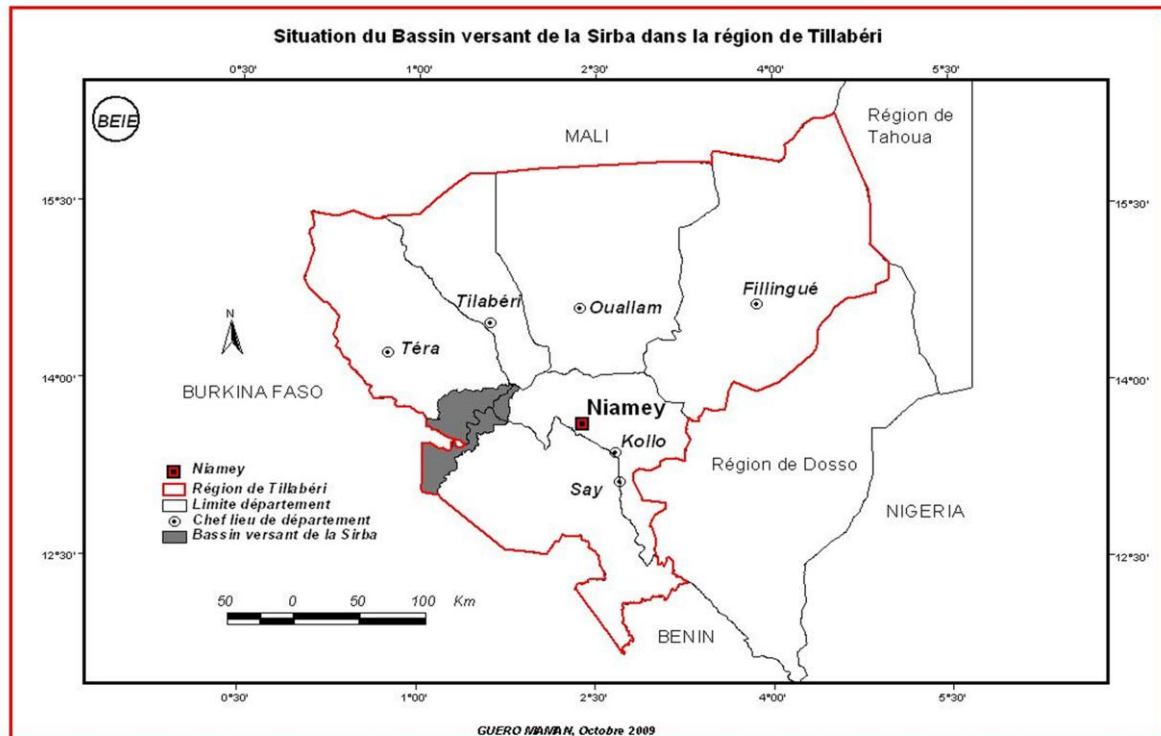 Situation du Bassin versant de la Sirba dans la région de Tillabéri
0°30' 1°00 2°30' 4°00 5°30'
BEIE
MALI
Région de
Tahoua
15°30' 15°30'
Tilabéri
Ouallam
Fillingué
N
Téra
14°00 14°00
BURKINA FASO
Niamey
Kollo
Région de Dosso
Say
NIGERIA
Niamey
Région de Tillabéri
Limite département
Chef lieu de département
Bassin versant de la Sirba
12°30' 12°30'
50 0 50 100 Km
BENIN
0°30' 1°00 2°30' 4°00 5°30'
GUERO MAMAN, Octobre 2009